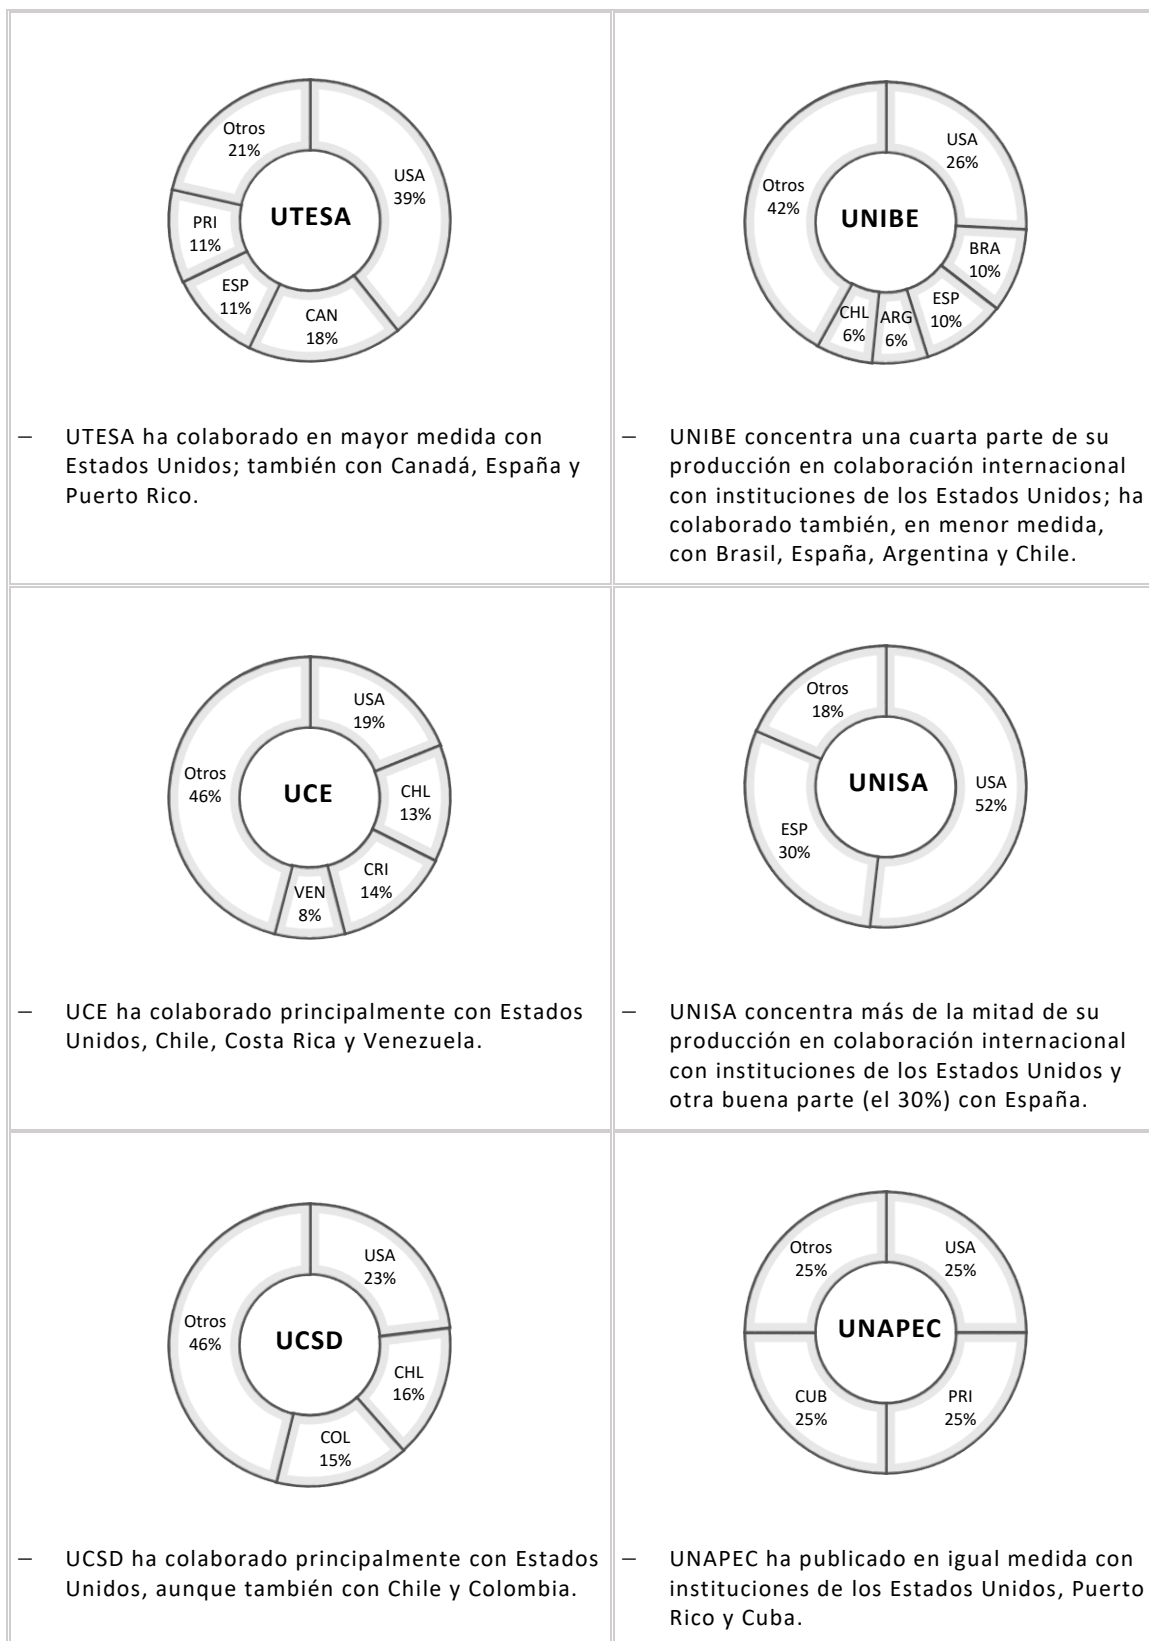 Otros
21%
USA
39%
UTESA
PRI
11%
ESP
11%
CAN
18%
– UTESA ha colaborado en mayor medida con
Estados Unidos; también con Canadá, España y
Puerto Rico.
USA
26%
Otros
42%
UNIBE
BRA
10%
ESP
10%
CHL
6%
ARG
6%
– UNIBE concentra una cuarta parte de su
producción en colaboración internacional
con instituciones de los Estados Unidos; ha
colaborado también, en menor medida,
con Brasil, España, Argentina y Chile.
USA
19%
Otros
46%
UCE
CHL
13%
CRI
14%
VEN
8%
– UCE ha colaborado principalmente con Estados
Unidos, Chile, Costa Rica y Venezuela.
Otros
18%
UNISA
USA
52%
ESP
30%
– UNISA concentra más de la mitad de su
producción en colaboración internacional
con instituciones de los Estados Unidos y
otra buena parte (el 30%) con España.
USA
23%
Otros
46%
UCSD
CHL
16%
COL
15%
– UCSD ha colaborado principalmente con Estados
Unidos, aunque también con Chile y Colombia.
Otros
25%
USA
25%
UNAPEC
CUB
25%
PRI
25%
– UNAPEC ha publicado en igual medida con
instituciones de los Estados Unidos, Puerto
Rico y Cuba.